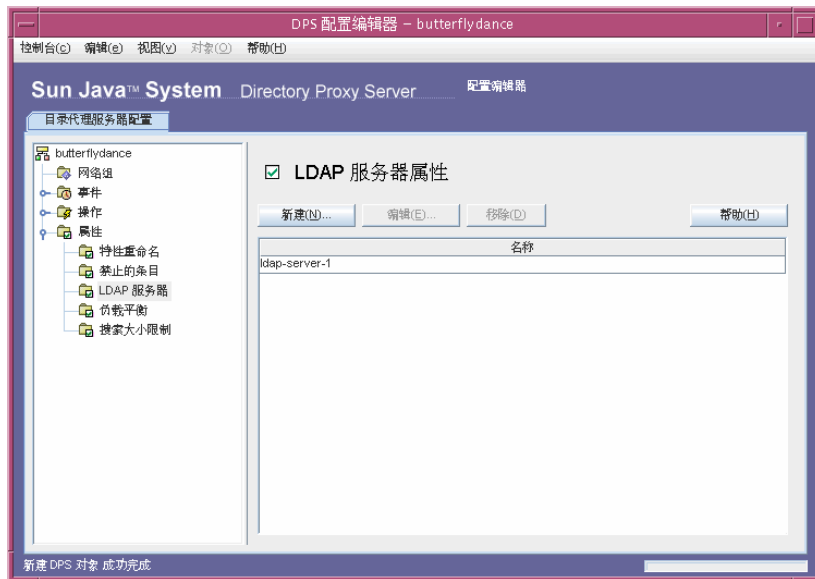 DPS 配置编辑器 – butterflydance
控制台(c) 编辑(e) 视图(v) 对象(O) 帮助(H)
Sun Java™ System Directory Proxy Server 配置编辑器
目录代理服务器配置
butterflydance
网络组
事件
操作
属性
特性重命名
禁止的条目
LDAP 服务器
负载平衡
搜索大小限制
LDAP 服务器属性
新建(N)... 编辑(E)... 移除(D) 帮助(H)
名称
ldap-server-1
新建 DPS 对象 成功完成